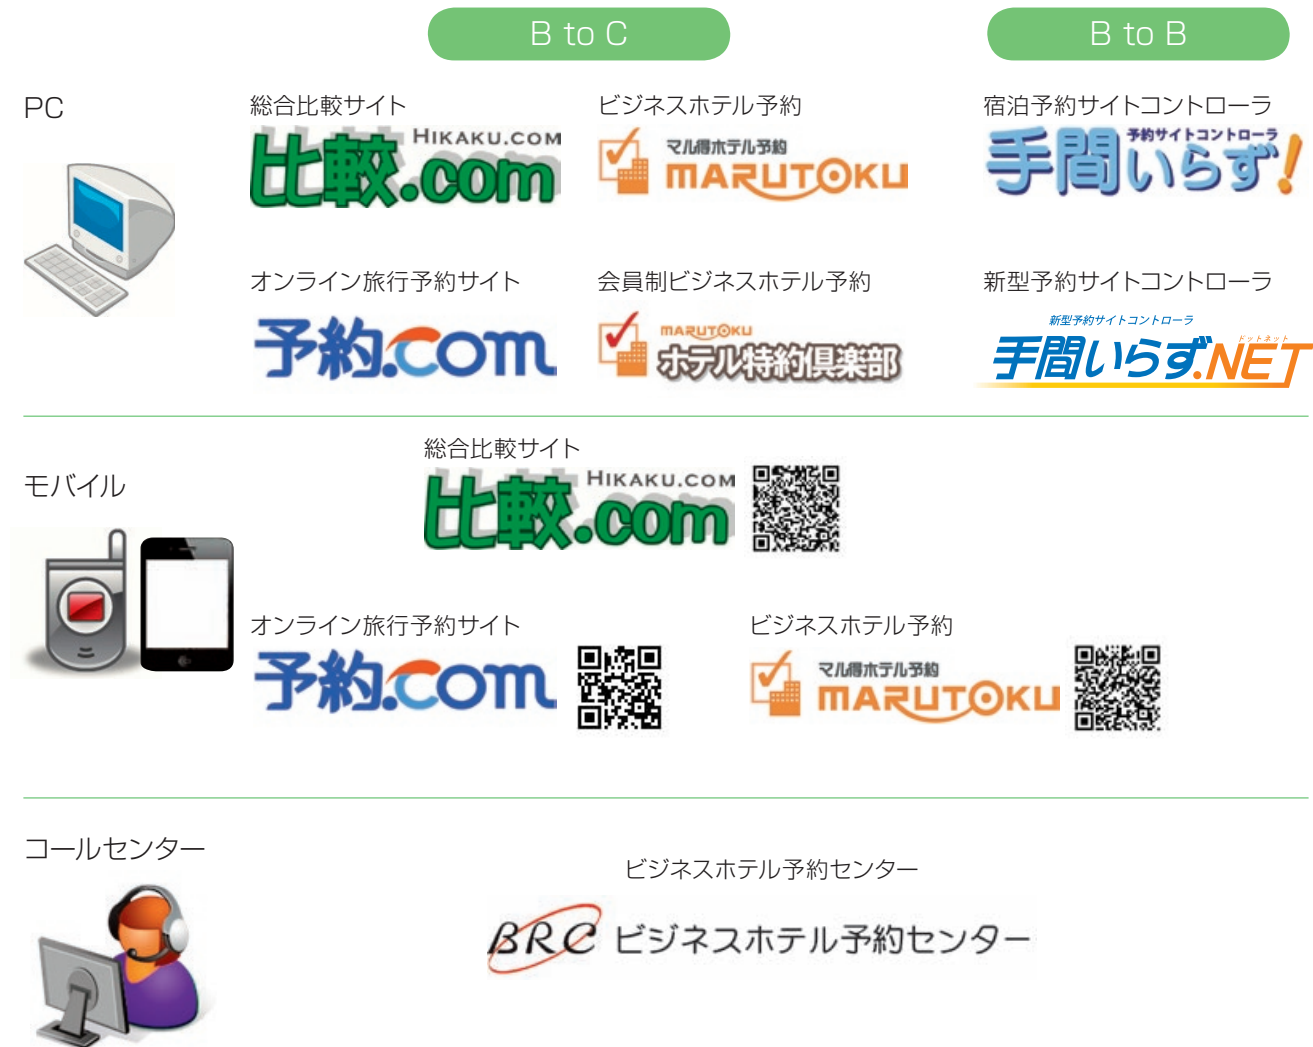 B to C
B to B
PC
総合比較サイト
HIKAKU.COM
比較.com
ビジネスホテル予約
マル得ホテル予約
MARUTOKU
宿泊予約サイトコントローラ
予約サイトコントローラ
手間いらず!
オンライン旅行予約サイト
予約.com
会員制ビジネスホテル予約
MARUTOKU
ホテル特約倶楽部
新型予約サイトコントローラ
新型予約サイトコントローラ
ドットネット
手間いらず.NET
モバイル
総合比較サイト
HIKAKU.COM
比較.com
オンライン旅行予約サイト
予約.com
ビジネスホテル予約
マル得ホテル予約
MARUTOKU
コールセンター
ビジネスホテル予約センター
BRC ビジネスホテル予約センター